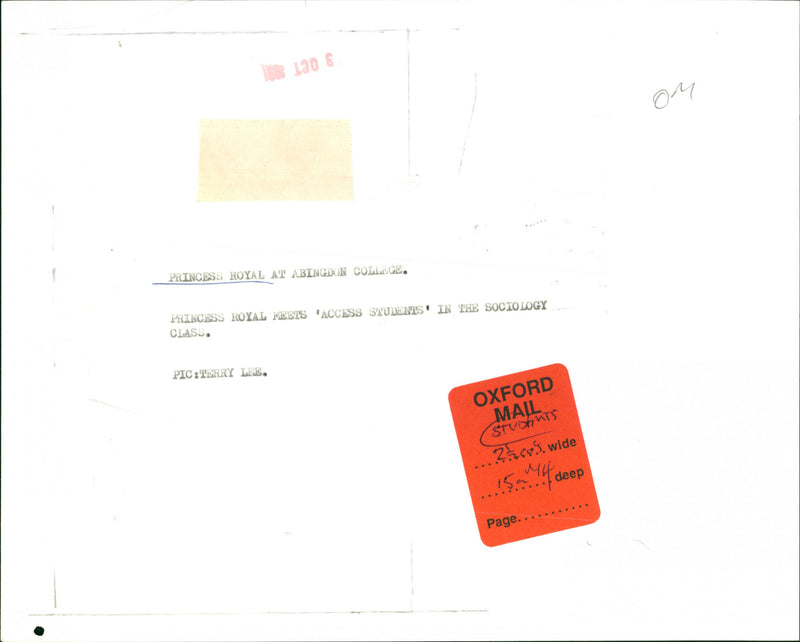 3 OCT 1991
OM
PRINCESS ROYAL AT ABINGDON COLLEGE.
PRINCESS ROYAL MEETS 'ACCESS STUDENTS' IN THE SOCIOLOGY
CLASS.
PIC:TERRY LEE.
OXFORD
MAIL
STUDENTS
wide
deep
Page...........